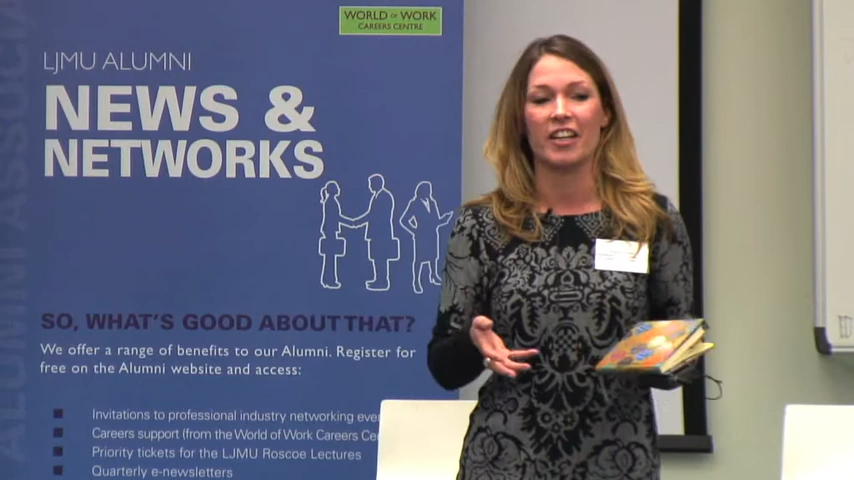 WORLD OF WORK
CAREERS CENTRE
LJMU ALUMNI
NEWS &
NETWORKS
SO, WHAT'S GOOD ABOUT THAT?
We offer a range of benefits to our Alumni. Register for
free on the Alumni website and access:
Invitations to professional industry networking
Careers support (from the World of Work Careers
Priority tickets for the LJMU Roscoe Lectures
Quarterly e-newsletters
ALUMNI